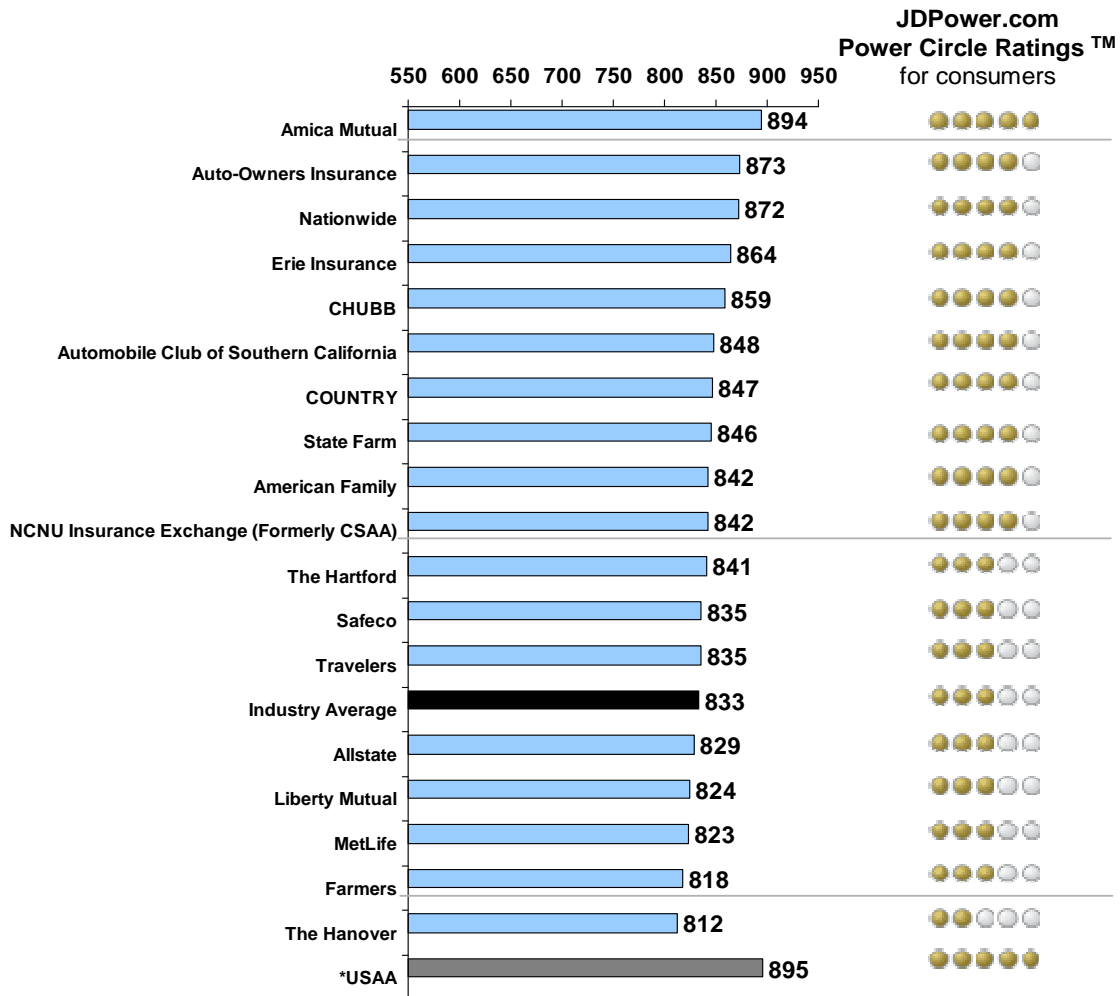 JDPower.com
Power Circle Ratings TM
for consumers
550 600 650 700 750 800 850 900 950
Amica Mutual 894
Auto-Owners Insurance 873
Nationwide 872
Erie Insurance 864
CHUBB 859
Automobile Club of Southern California 848
COUNTRY 847
State Farm 846
American Family 842
NCNU Insurance Exchange (Formerly CSAA) 842
The Hartford 841
Safeco 835
Travelers 835
Industry Average 833
Allstate 829
Liberty Mutual 824
MetLife 823
Farmers 818
The Hanover 812
*USAA 895